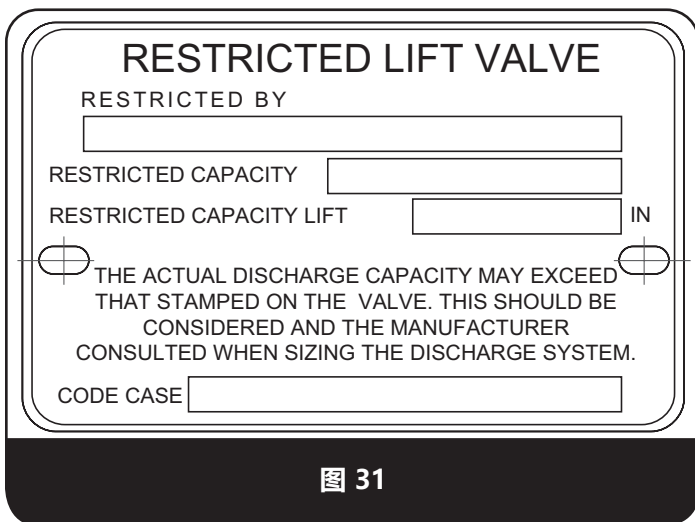 RESTRICTED LIFT VALVE
RESTRICTED BY
RESTRICTED CAPACITY
RESTRICTED CAPACITY LIFT IN
THE ACTUAL DISCHARGE CAPACITY MAY EXCEED
THAT STAMPED ON THE VALVE. THIS SHOULD BE
CONSIDERED AND THE MANUFACTURER
CONSULTED WHEN SIZING THE DISCHARGE SYSTEM.
CODE CASE
图 31